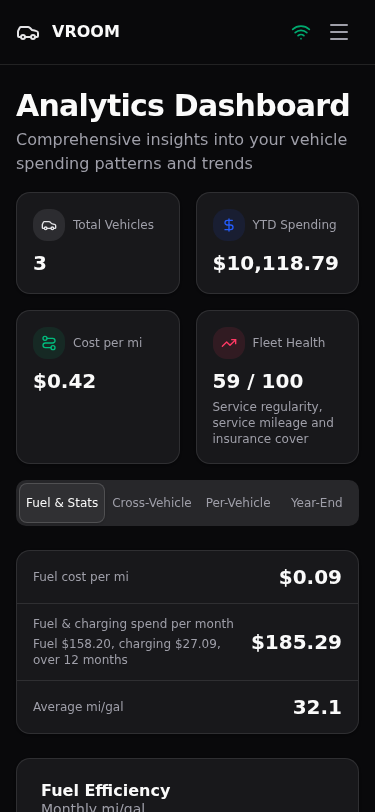 VROOM
Analytics Dashboard
Comprehensive insights into your vehicle
spending patterns and trends
Total Vehicles
3
YTD Spending
$10,118.79
Cost per mi
$0.42
Fleet Health
59 / 100
Service regularity,
service mileage and
insurance cover
Fuel & Stats
Cross-Vehicle
Per-Vehicle
Year-End
Fuel cost per mi
$0.09
Fuel & charging spend per month
Fuel $158.20, charging $27.09,
over 12 months
$185.29
Average mi/gal
32.1
Fuel Efficiency
Monthly mi/gal